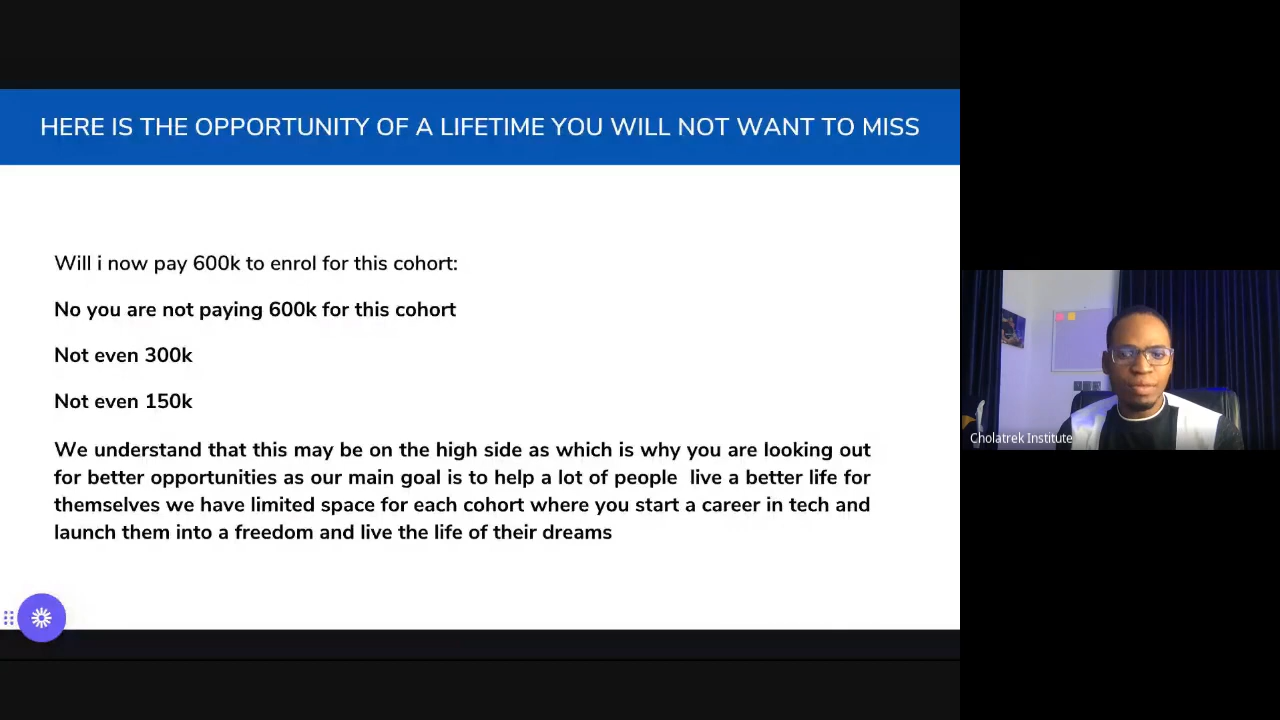 HERE IS THE OPPORTUNITY OF A LIFETIME YOU WILL NOT WANT TO MISS
Will i now pay 600k to enrol for this cohort:
No you are not paying 600k for this cohort
Not even 300k
Not even 150k
We understand that this may be on the high side as which is why you are looking out
for better opportunities as our main goal is to help a lot of people  live a better life for
themselves we have limited space for each cohort where you start a career in tech and
launch them into a freedom and live the life of their dreams
Cholatrek Institute